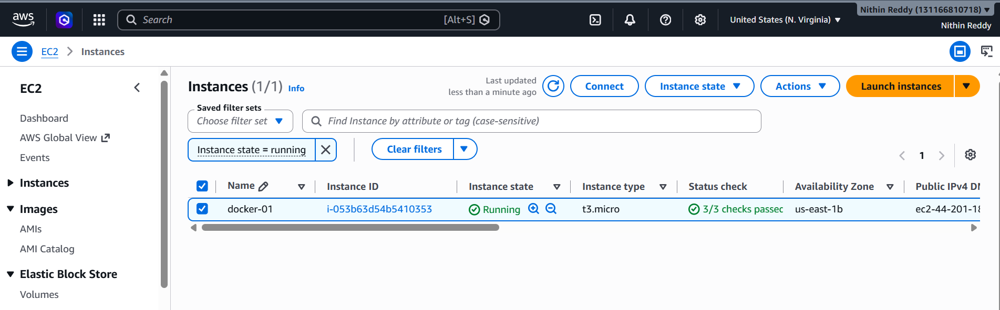 aws
Search
[Alt+S]
United States (N. Virginia)
Nithin Reddy (131166810718)
Nithin Reddy
EC2
Instances
EC2
Dashboard
AWS Global View
Events
Instances
Images
AMIs
AMI Catalog
Elastic Block Store
Volumes
Instances (1/1) Info
Last updated
less than a minute ago
Connect
Instance state
Actions
Launch instances
Saved filter sets
Choose filter set
Find Instance by attribute or tag (case-sensitive)
Instance state = running
Clear filters
1
Name Instance ID Instance state Instance type Status check Availability Zone Public IPv4
docker-01 i-053b63d54b5410353 Running t3.micro 3/3 checks us-east-1b ec2-44-201-18